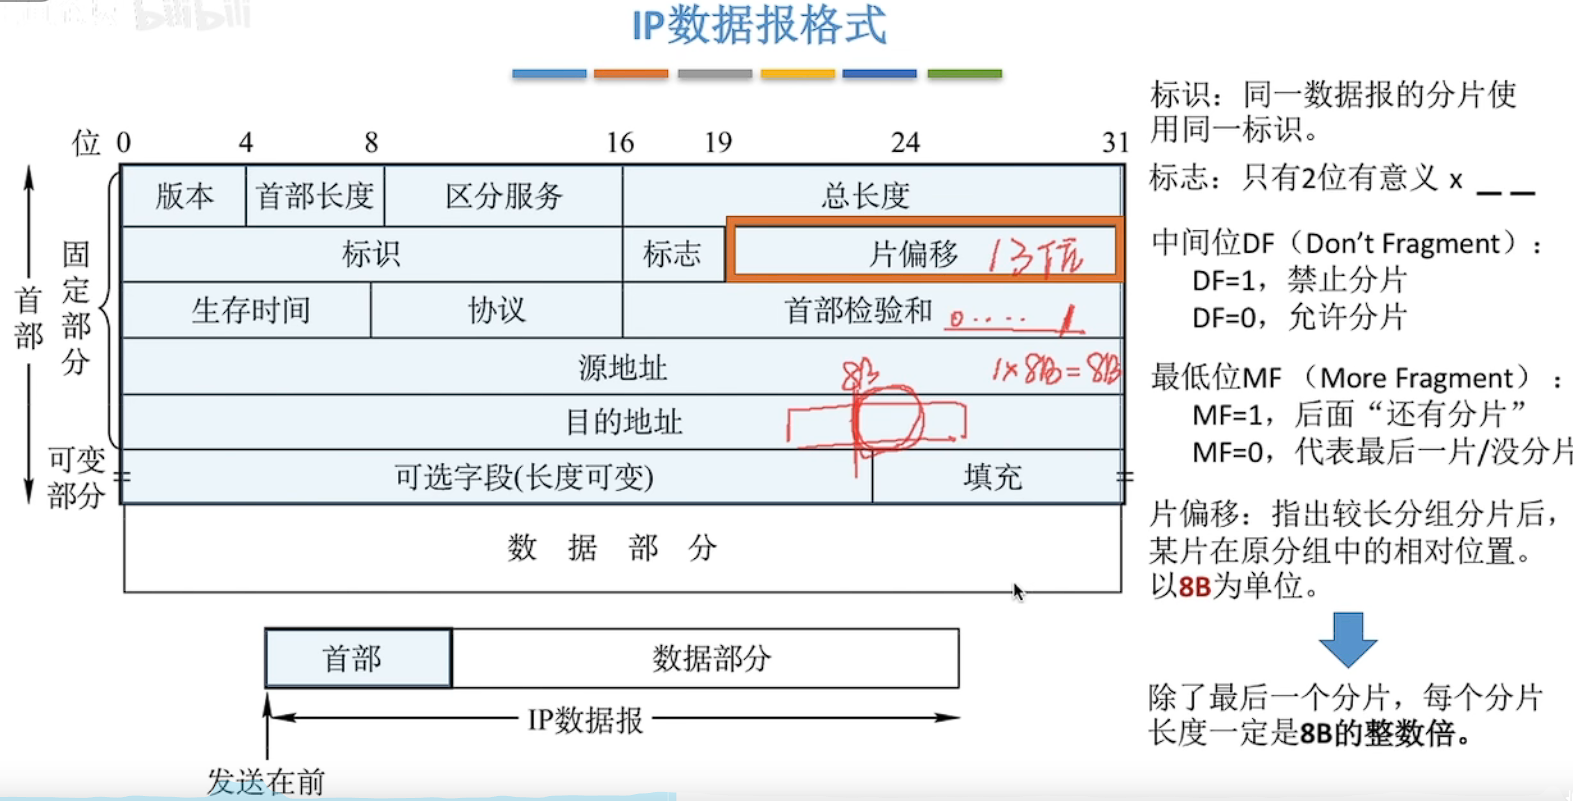 bilibili
IP数据报格式
位 0 4 8 16 19 24 31
版本 首部长度 区分服务 总长度
标识 标志 片偏移 13位
生存时间 协议 首部检验和 0····1
源地址 1×8B=8B
8B
目的地址
可选字段(长度可变) 填充
数据部分
首部
固定部分
可变部分
首部 数据部分
IP数据报
发送在前
标识：同一数据报的分片使
用同一标识。
标志：只有2位有意义 x _ _
中间位DF（Don't Fragment）：
DF=1，禁止分片
DF=0，允许分片
最低位MF （More Fragment）：
MF=1，后面“还有分片”
MF=0，代表最后一片/没分片
片偏移：指出较长分组分片后，
某片在原分组中的相对位置。
以8B为单位。
除了最后一个分片，每个分片
长度一定是8B的整数倍。